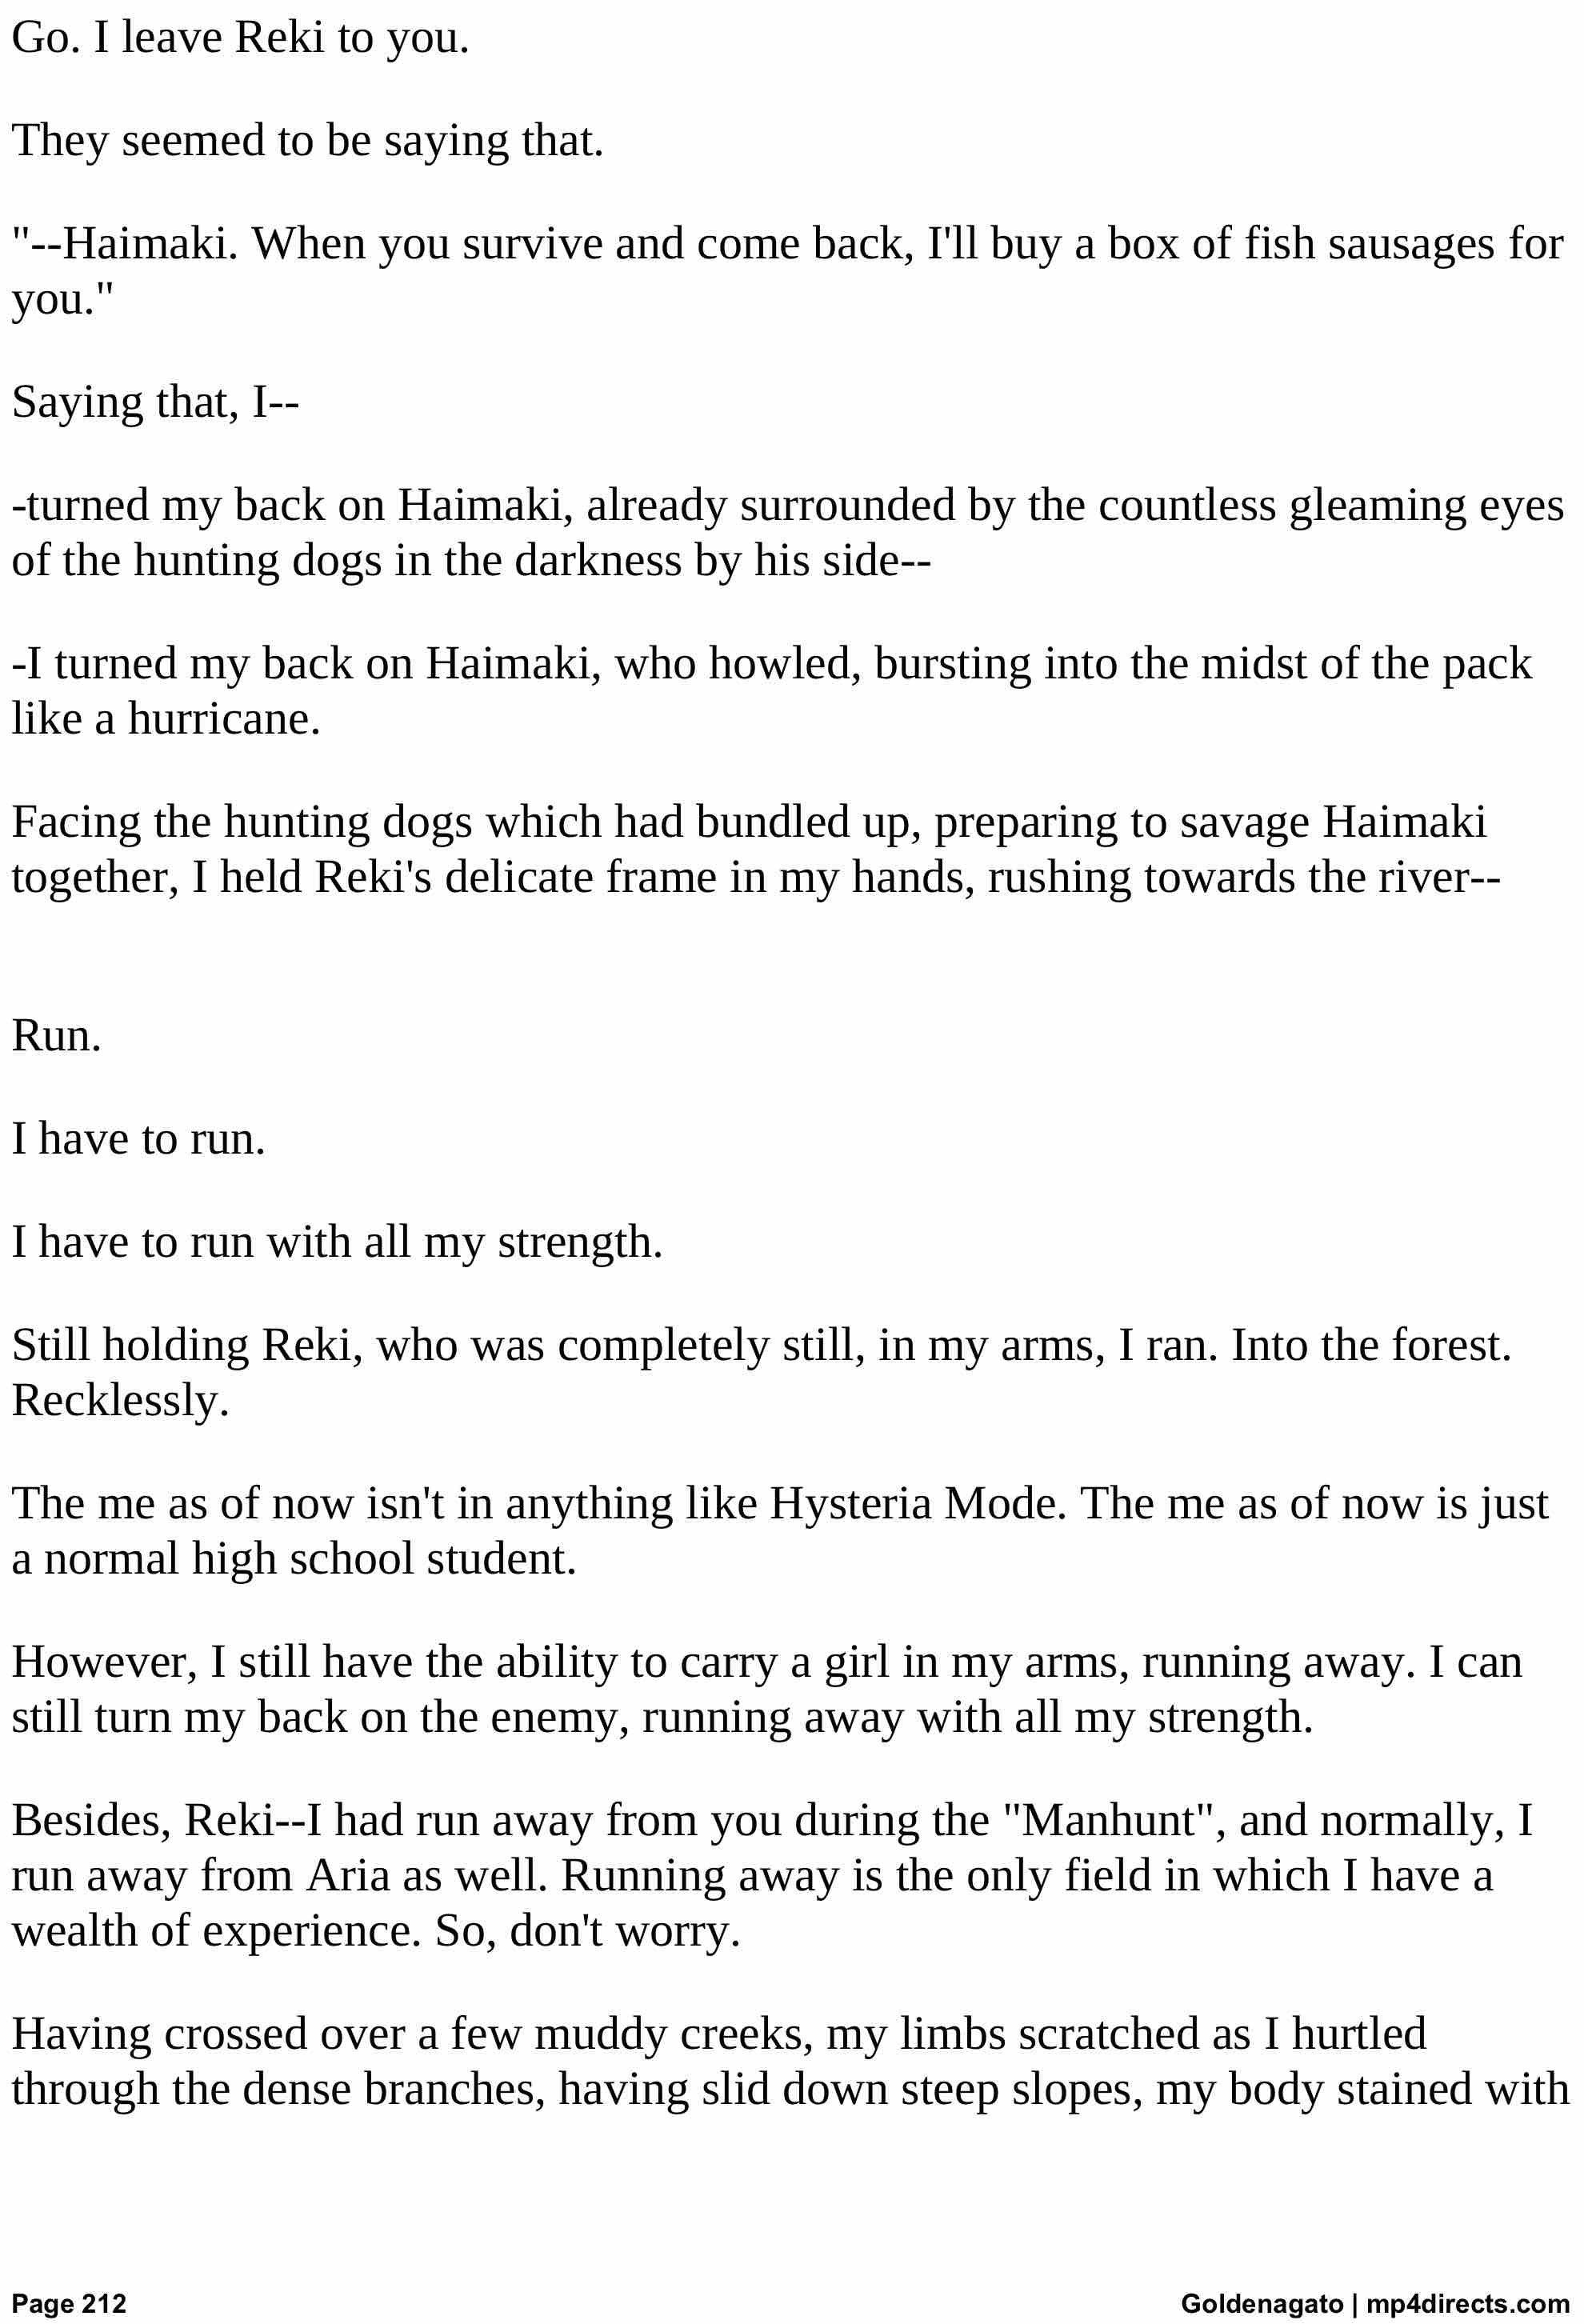 Go. I leave Reki to you.
They seemed to be saying that.
"--Haimaki. When you survive and come back, I'll buy a box of fish sausages for
you."
Saying that, I--
-turned my back on Haimaki, already surrounded by the countless gleaming eyes
of the hunting dogs in the darkness by his side--
-I turned my back on Haimaki, who howled, bursting into the midst of the pack
like a hurricane.
Facing the hunting dogs which had bundled up, preparing to savage Haimaki
together, I held Reki's delicate frame in my hands, rushing towards the river--
Run.
I have to run.
I have to run with all my strength.
Still holding Reki, who was completely still, in my arms, I ran. Into the forest.
Recklessly.
The me as of now isn't in anything like Hysteria Mode. The me as of now is just
a normal high school student.
However, I still have the ability to carry a girl in my arms, running away. I can
still turn my back on the enemy, running away with all my strength.
Besides, Reki--I had run away from you during the "Manhunt", and normally, I
run away from Aria as well. Running away is the only field in which I have a
wealth of experience. So, don't worry.
Having crossed over a few muddy creeks, my limbs scratched as I hurtled
through the dense branches, having slid down steep slopes, my body stained with
Page 212
Goldenagato | mp4directs.com